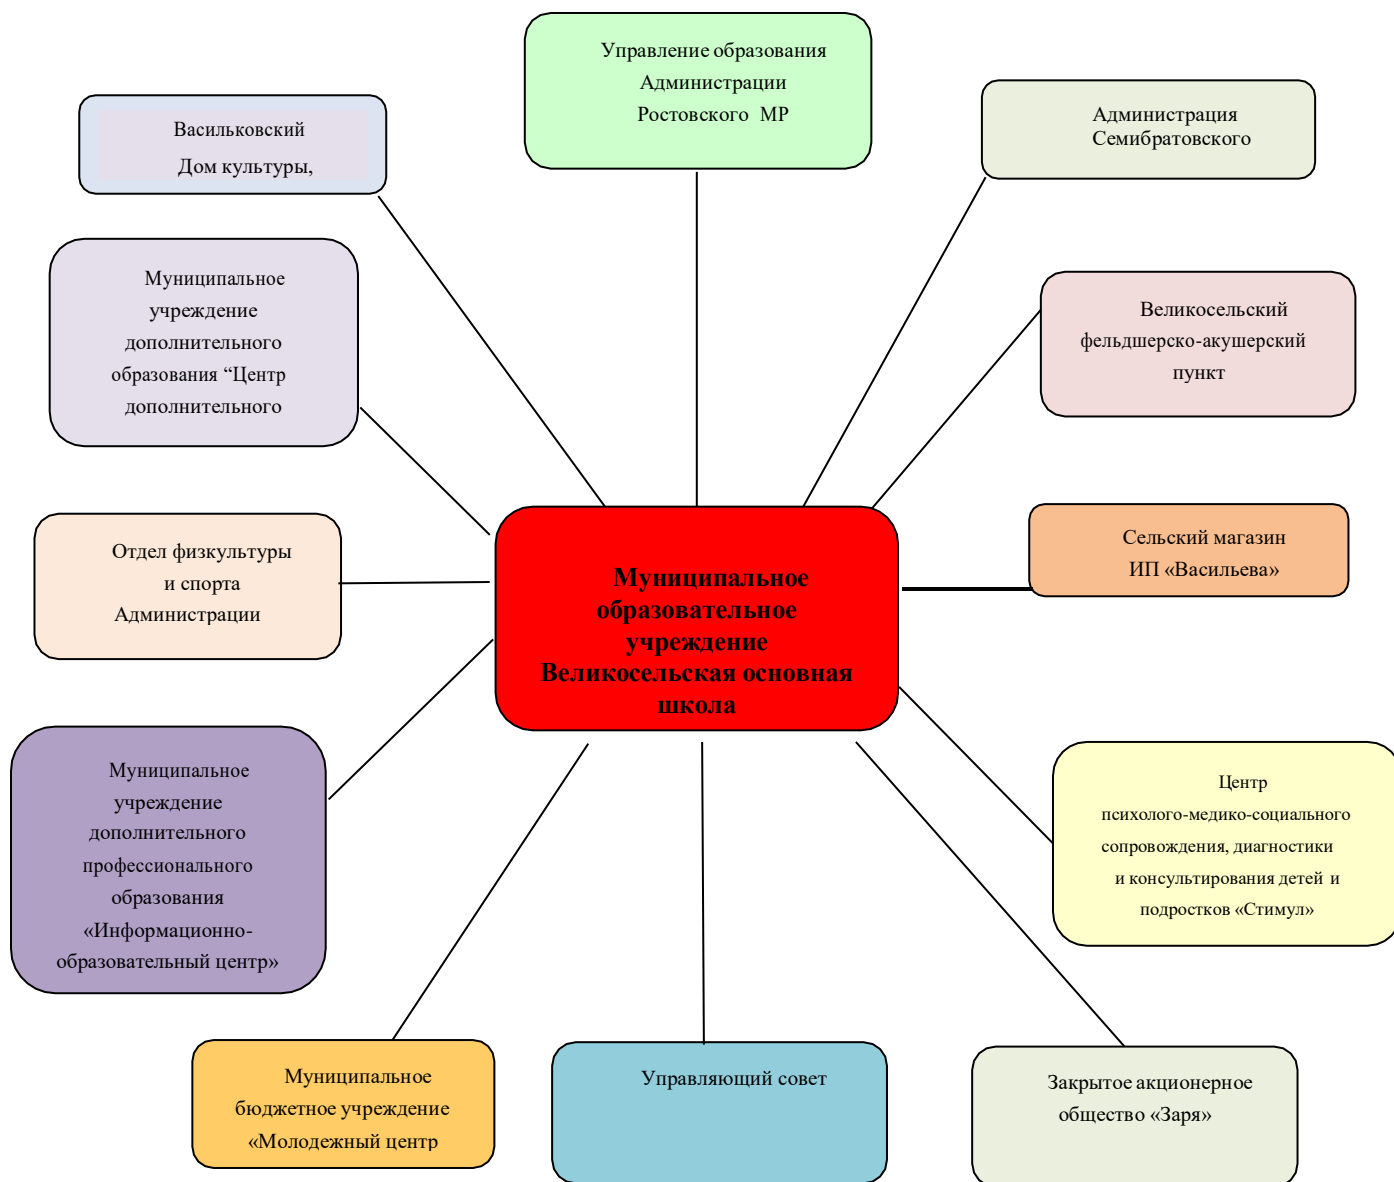 Управление образования
Администрации
Ростовского МР
Васильковский
Дом культуры,
Администрация
Семибратовского
Муниципальное
учреждение
дополнительного
образования “Центр
дополнительного
Великосельский
фельдшерско-акушерский
пункт
Отдел физкультуры
и спорта
Администрации
Муниципальное
образовательное
учреждение
Великосельская основная
школа
Сельский магазин
ИП «Васильева»
Муниципальное
учреждение
дополнительного
профессионального
образования
«Информационно-
образовательный центр»
Центр
психолого-медико-социального
сопровождения, диагностики
и консультирования детей и
подростков «Стимул»
Муниципальное
бюджетное учреждение
«Молодежный центр
Управляющий совет
Закрытое акционерное
общество «Заря»